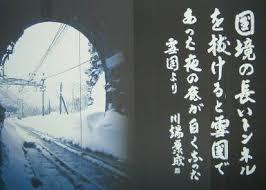 国境の長いトンネル
を抜けると雪国で
あった夜の底が白くなった
雪国より
川端康成